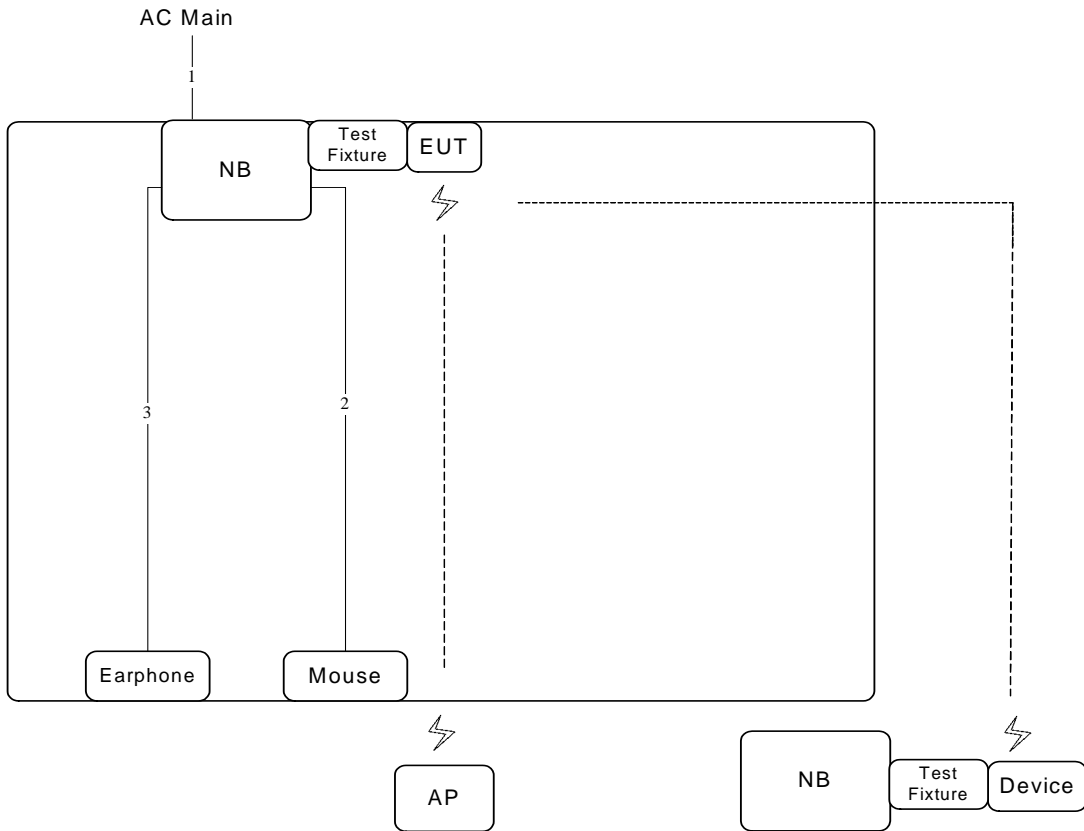 AC Main
1
Test
Fixture
EUT
NB
3
2
Earphone
Mouse
AP
NB
Test
Fixture
Device